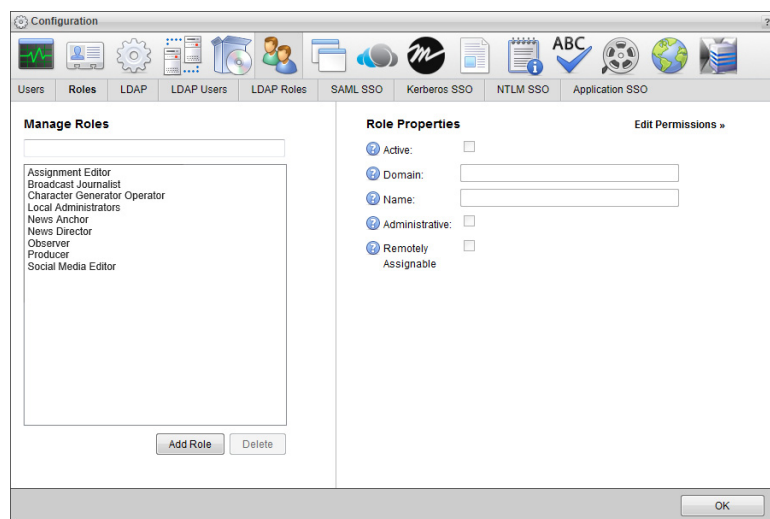 Configuration
?
ABC
Users Roles LDAP LDAP Users LDAP Roles SAML SSO Kerberos SSO NTLM SSO Application SSO
Manage Roles
Role Properties
Edit Permissions »
? Active:
? Domain:
? Name:
? Administrative:
? Remotely
Assignable
Assignment Editor
Broadcast Journalist
Character Generator Operator
Local Administrators
News Anchor
News Director
Observer
Producer
Social Media Editor
Add Role Delete
OK